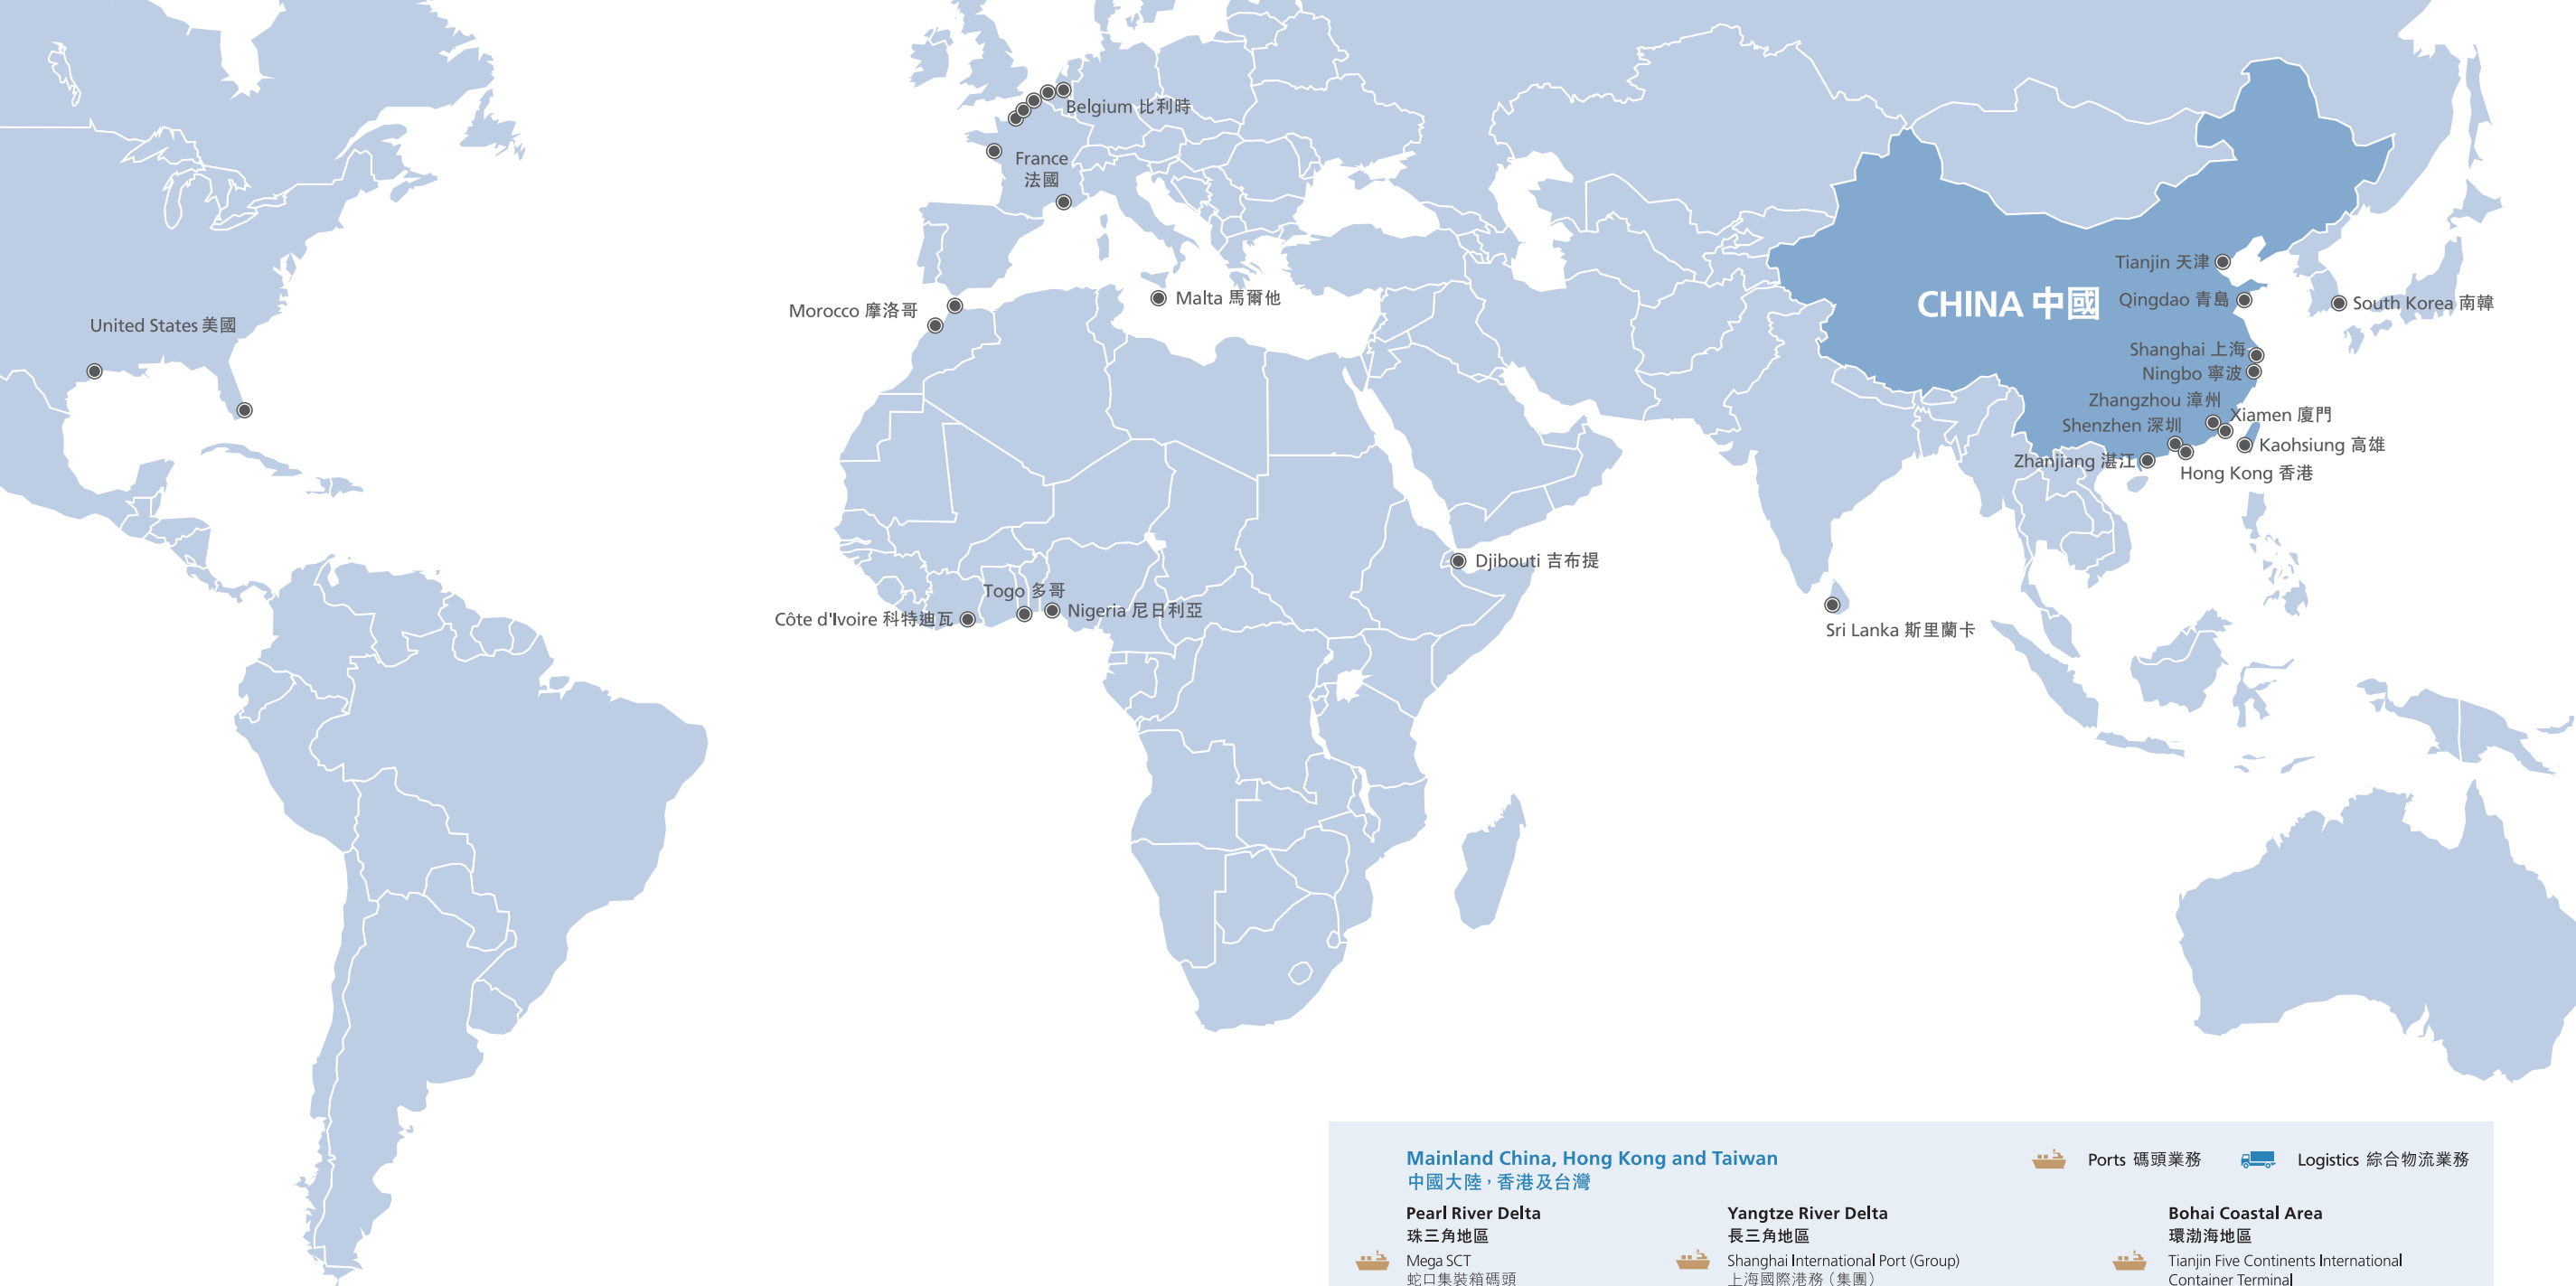 Belgium 比利時
France
法國
Tianjin 天津
Malta 馬爾他
CHINA 中國
Qingdao 青島
South Korea 南韓
Morocco 摩洛哥
United States 美國
Shanghai 上海
Ningbo 寧波
Zhangzhou 漳州
Xiamen 廈門
Shenzhen 深圳
Kaohsiung 高雄
Zhanjiang 湛江
Hong Kong 香港
Djibouti 吉布提
Togo 多哥
Nigeria 尼日利亞
Côte d'Ivoire 科特迪瓦
Sri Lanka 斯里蘭卡
Mainland China, Hong Kong and Taiwan
中國大陸，香港及台灣
Ports 碼頭業務
Logistics 綜合物流業務
Pearl River Delta
珠三角地區
Mega SCT
蛇口集裝箱碼頭
Yangtze River Delta
長三角地區
Shanghai International Port (Group)
上海國際港務（集團）
Bohai Coastal Area
環渤海地區
Tianjin Five Continents International
Container Terminal